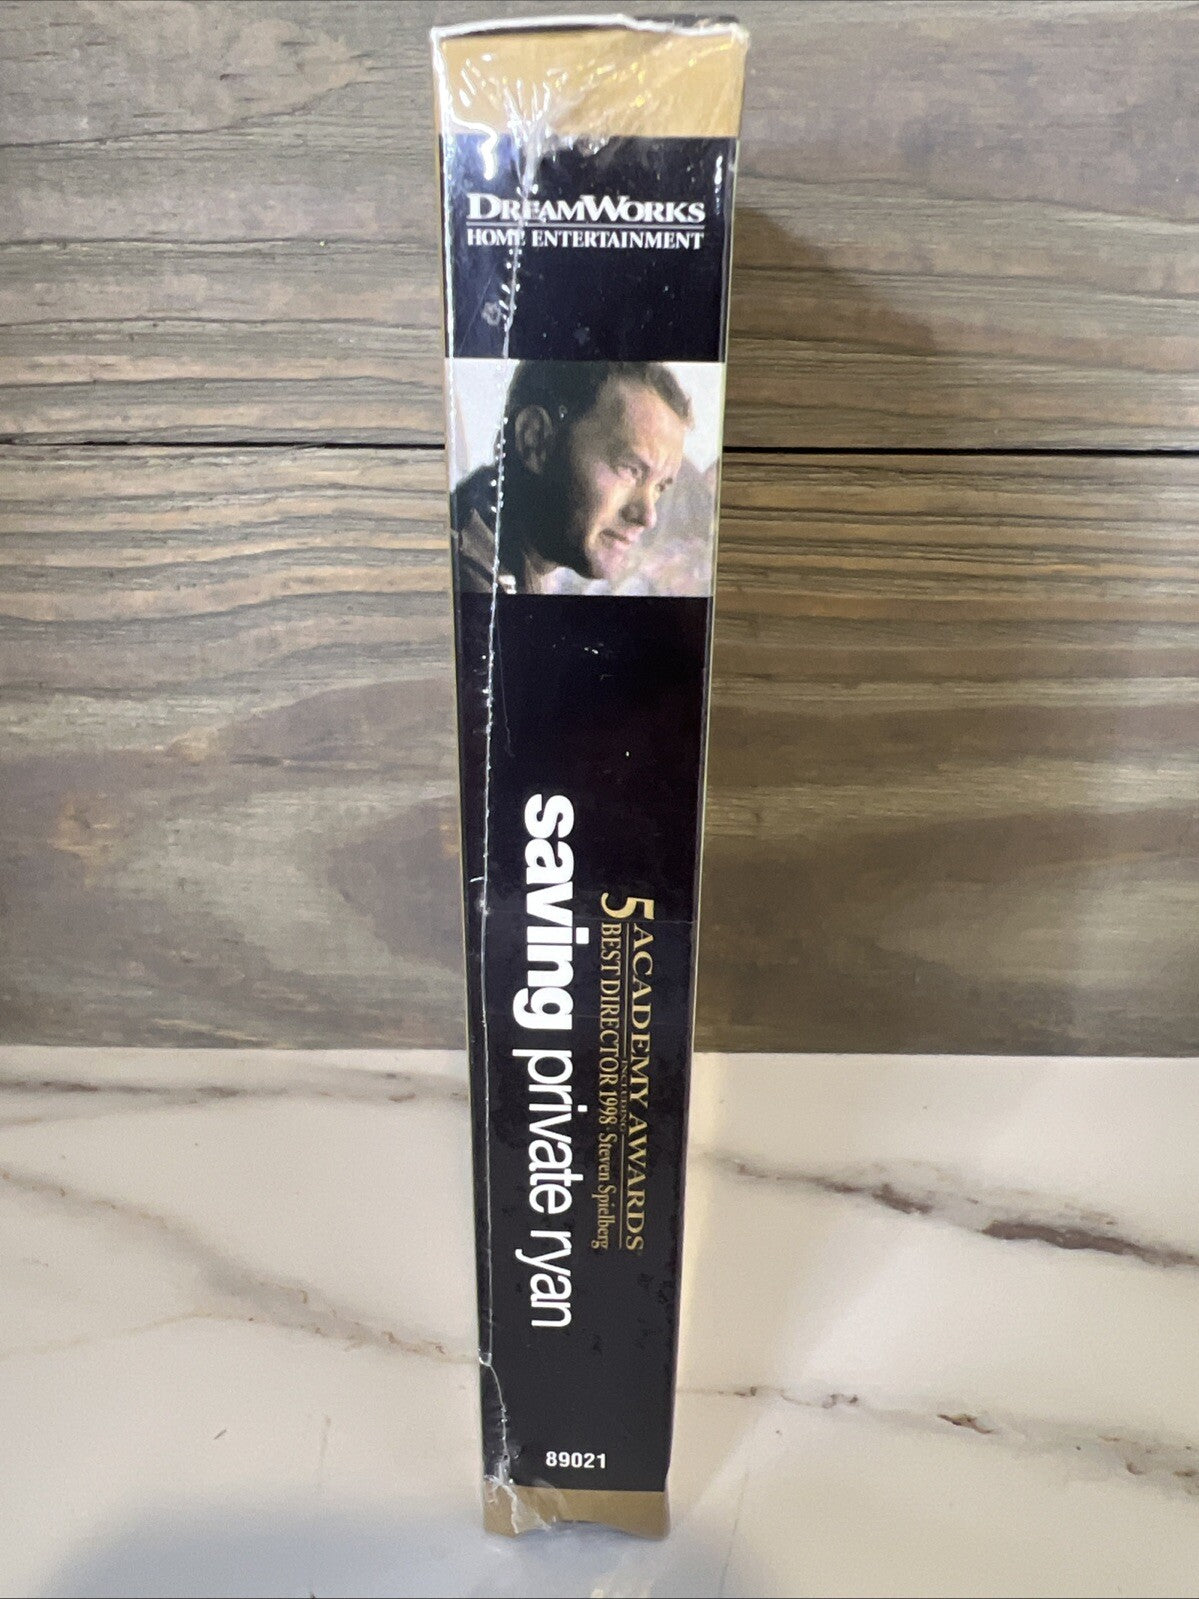 DREAMWORKS
HOME ENTERTAINMENT
5 ACADEMY AWARDS
INCLUDING
BEST DIRECTOR 1998 · Steven Spielberg
saving private ryan
89021